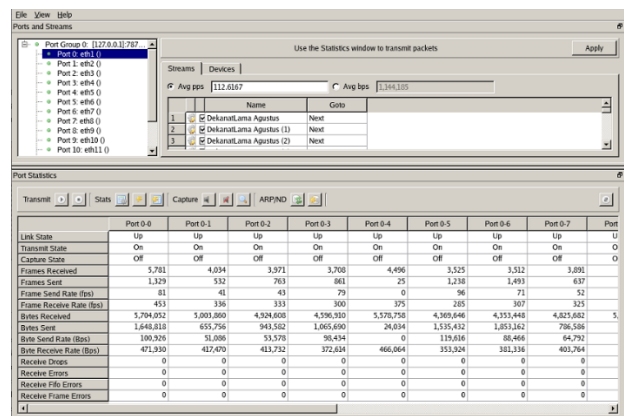 File View Help
Ports and Streams
Port Group 0: [127.0.0.1]:787...
Port 0: eth1 ()
Port 1: eth2 ()
Port 2: eth3 ()
Port 3: eth4 ()
Port 4: eth5 ()
Port 5: eth6 ()
Port 6: eth7 ()
Port 7: eth8 ()
Port 8: eth9 ()
Port 9: eth10 ()
Port 10: eth11 ()
Use the Statistics window to transmit packets Apply
Streams Devices
Avg pps 112.6167 Avg bps 1,344,185
Name Goto
1 DekanatLama Agustus Next
2 DekanatLama Agustus (1) Next
3 DekanatLama Agustus (2) Next
Port Statistics
Transmit Stats Capture ARP/ND
Port 0-0 Port 0-1 Port 0-2 Port 0-3 Port 0-4 Port 0-5 Port 0-6 Port 0-7 Port
Link State Up Up Up Up Up Up Up Up U
Transmit State On On On On On On On On O
Capture State Off Off Off Off Off Off Off Off O
Frames Received 5,781 4,034 3,971 3,708 4,496 3,525 3,512 3,891
Frames Sent 1,329 532 763 861 25 1,238 1,493 637
Frame Send Rate (fps) 81 41 43 79 0 96 71 52
Frame Receive Rate (fps) 453 336 333 300 375 285 307 325
Bytes Received 5,704,052 5,003,860 4,924,608 4,596,910 5,578,758 4,369,646 4,353,448 4,825,682 5,
Bytes Sent 1,648,818 655,756 943,582 1,065,690 24,034 1,535,432 1,853,162 786,586
Byte Send Rate (Bps) 100,926 51,086 53,578 98,434 0 119,616 88,466 64,792
Byte Receive Rate (Bps) 471,930 417,470 413,732 372,614 466,064 353,924 381,336 403,764
Receive Drops 0 0 0 0 0 0 0 0
Receive Errors 0 0 0 0 0 0 0 0
Receive Fifo Errors 0 0 0 0 0 0 0 0
Receive Frame Errors 0 0 0 0 0 0 0 0